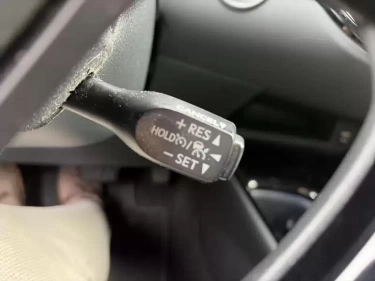 CANCEL
+ RES ▲
HOLD / ◄
− SET ▼